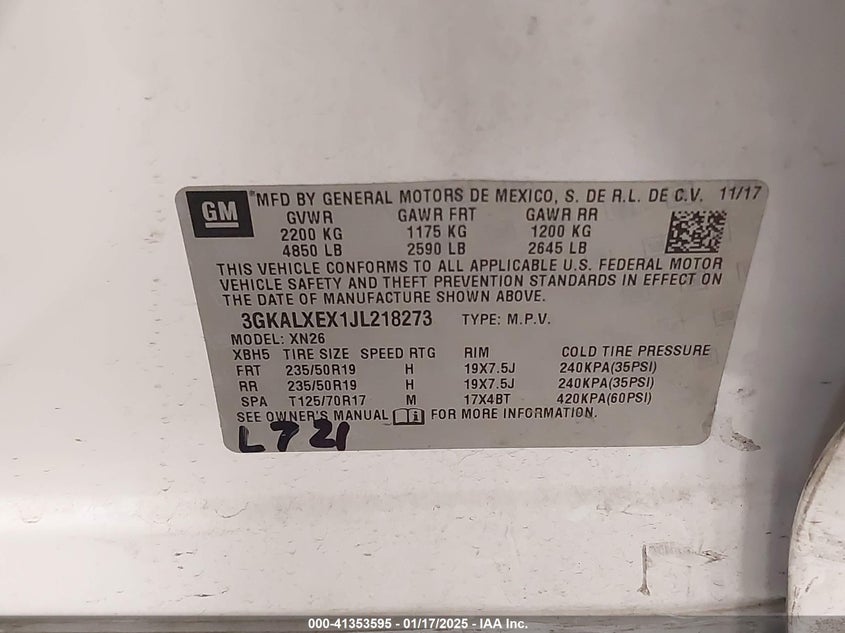 GM ®MFD BY GENERAL MOTORS DE MEXICO, S. DE R.L. DE C.V. 11/17
GVWR GAWR FRT GAWR RR
2200 KG 1175 KG 1200 KG
4850 LB 2590 LB 2645 LB
THIS VEHICLE CONFORMS TO ALL APPLICABLE U.S. FEDERAL MOTOR
VEHICLE SAFETY AND THEFT PREVENTION STANDARDS IN EFFECT ON
THE DATE OF MANUFACTURE SHOWN ABOVE.
3GKALXEX1JL218273 TYPE: M.P.V.
MODEL: XN26
XBH5 TIRE SIZE SPEED RTG RIM COLD TIRE PRESSURE
FRT 235/50R19 H 19X7.5J 240KPA(35PSI)
RR 235/50R19 H 19X7.5J 240KPA(35PSI)
SPA T125/70R17 M 17X4BT 420KPA(60PSI)
SEE OWNER'S MANUAL i FOR MORE INFORMATION.
L721
000-41353595 - 01/17/2025 - IAA Inc.